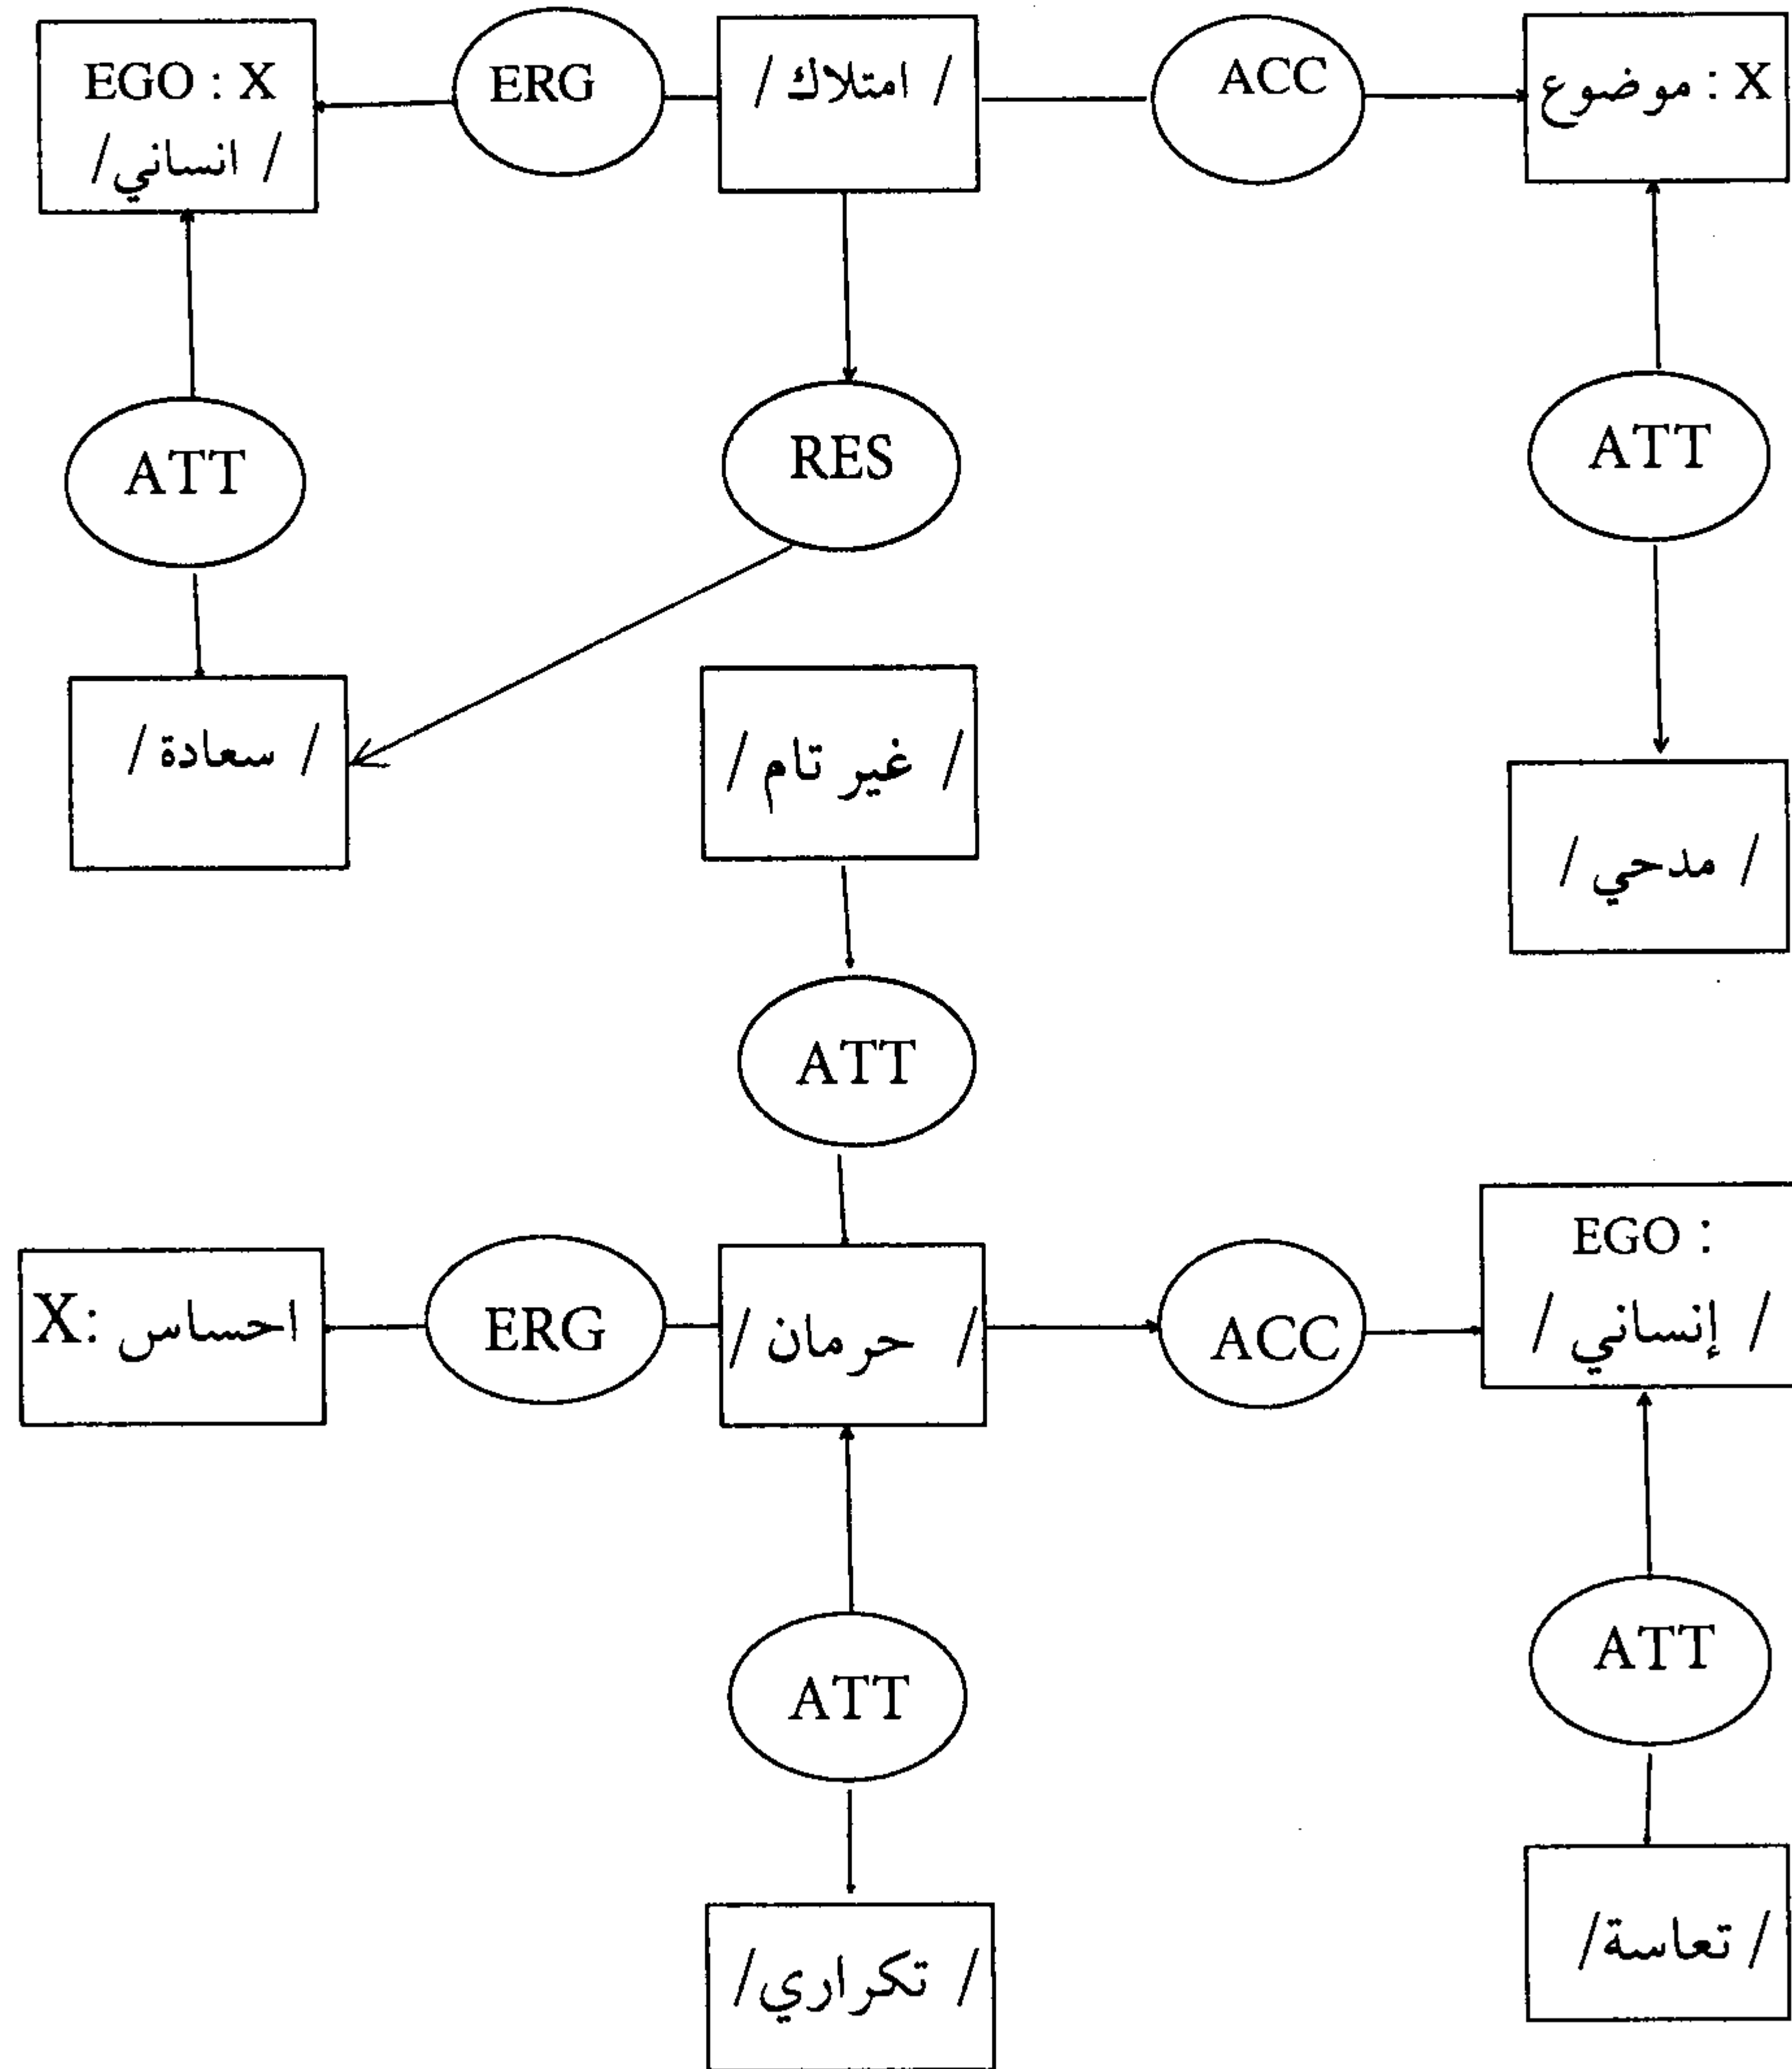 EGO : X
/ انساني /
ERG
/ امتلاك /
ACC
X : موضوع
ATT
RES
ATT
/ سعادة /
/ غير تام /
/ مدحي /
ATT
X: احساس
ERG
/ حرمان /
ACC
EGO :
/ إنساني /
ATT
ATT
/ تكراري /
/ تعاسة /